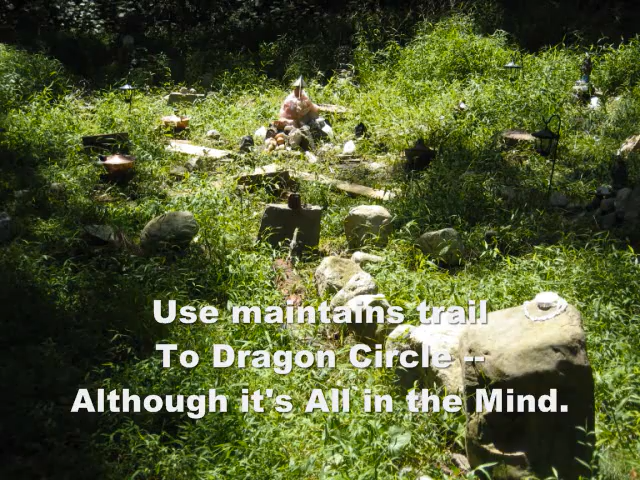 Use maintains trail
To Dragon Circle --
Although it's All in the Mind.